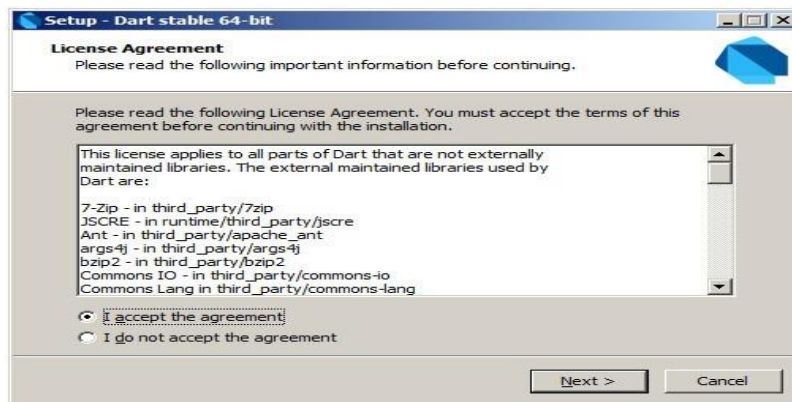 Setup - Dart stable 64-bit
License Agreement
Please read the following important information before continuing.
Please read the following License Agreement. You must accept the terms of this
agreement before continuing with the installation.
This license applies to all parts of Dart that are not externally
maintained libraries. The external maintained libraries used by
Dart are:
7-Zip - in third_party/7zip
JSCRE - in runtime/third_party/jscre
Ant - in third_party/apache_ant
args4j - in third_party/args4j
bzip2 - in third_party/bzip2
Commons IO - in third_party/commons-io
Commons Lang in third_party/commons-lang
I accept the agreement
I do not accept the agreement
Next >
Cancel